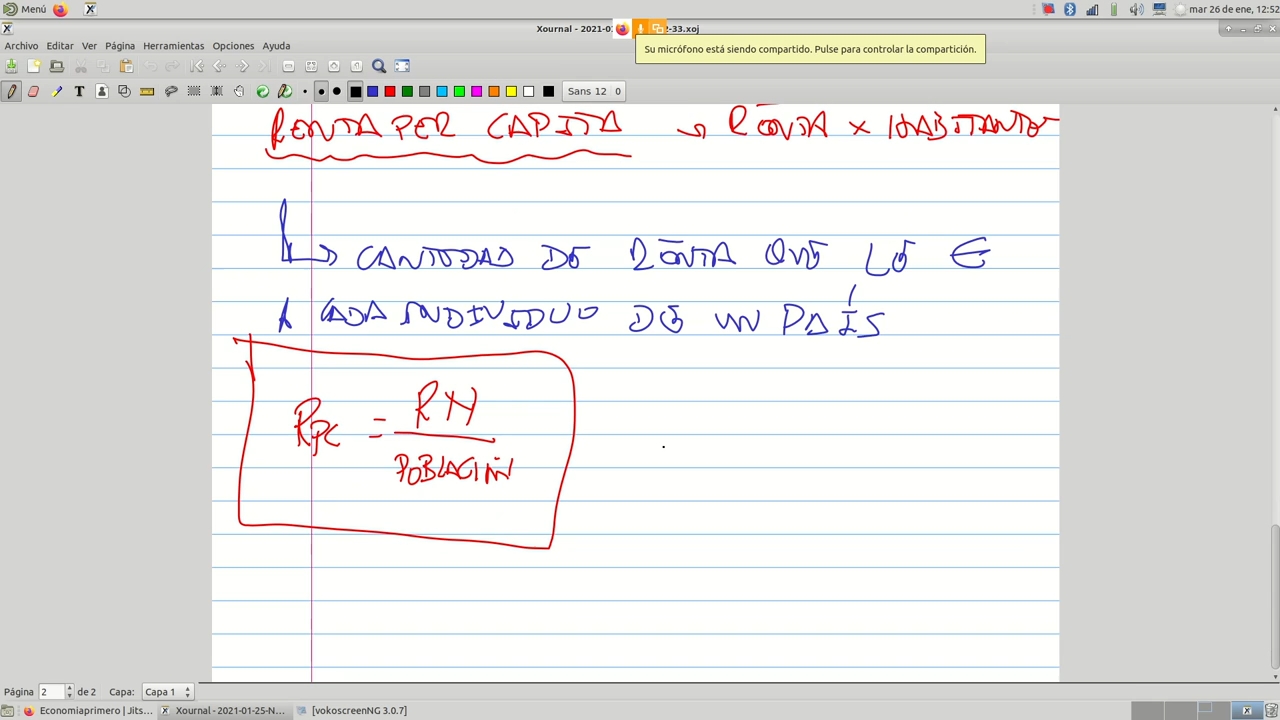 Menú
mar 26 de ene, 12:52
Xournal - 2021-01 2-33.xoj
Su micrófono está siendo compartido. Pulse para controlar la compartición.
Archivo Editar Ver Página Herramientas Opciones Ayuda
Sans 12
RENTA PER CAPITA → RENTA X HABITANTE
↳ CANTIDAD DE RENTA QUE LE €
A CADA INDIVIDUO DE UN PAÍS
Rpc = RN
POBLACIÓN
Página 2 de 2 Capa: Capa 1
Economiaprimero | Jits... Xournal - 2021-01-25-N... [vokoscreenNG 3.0.7]